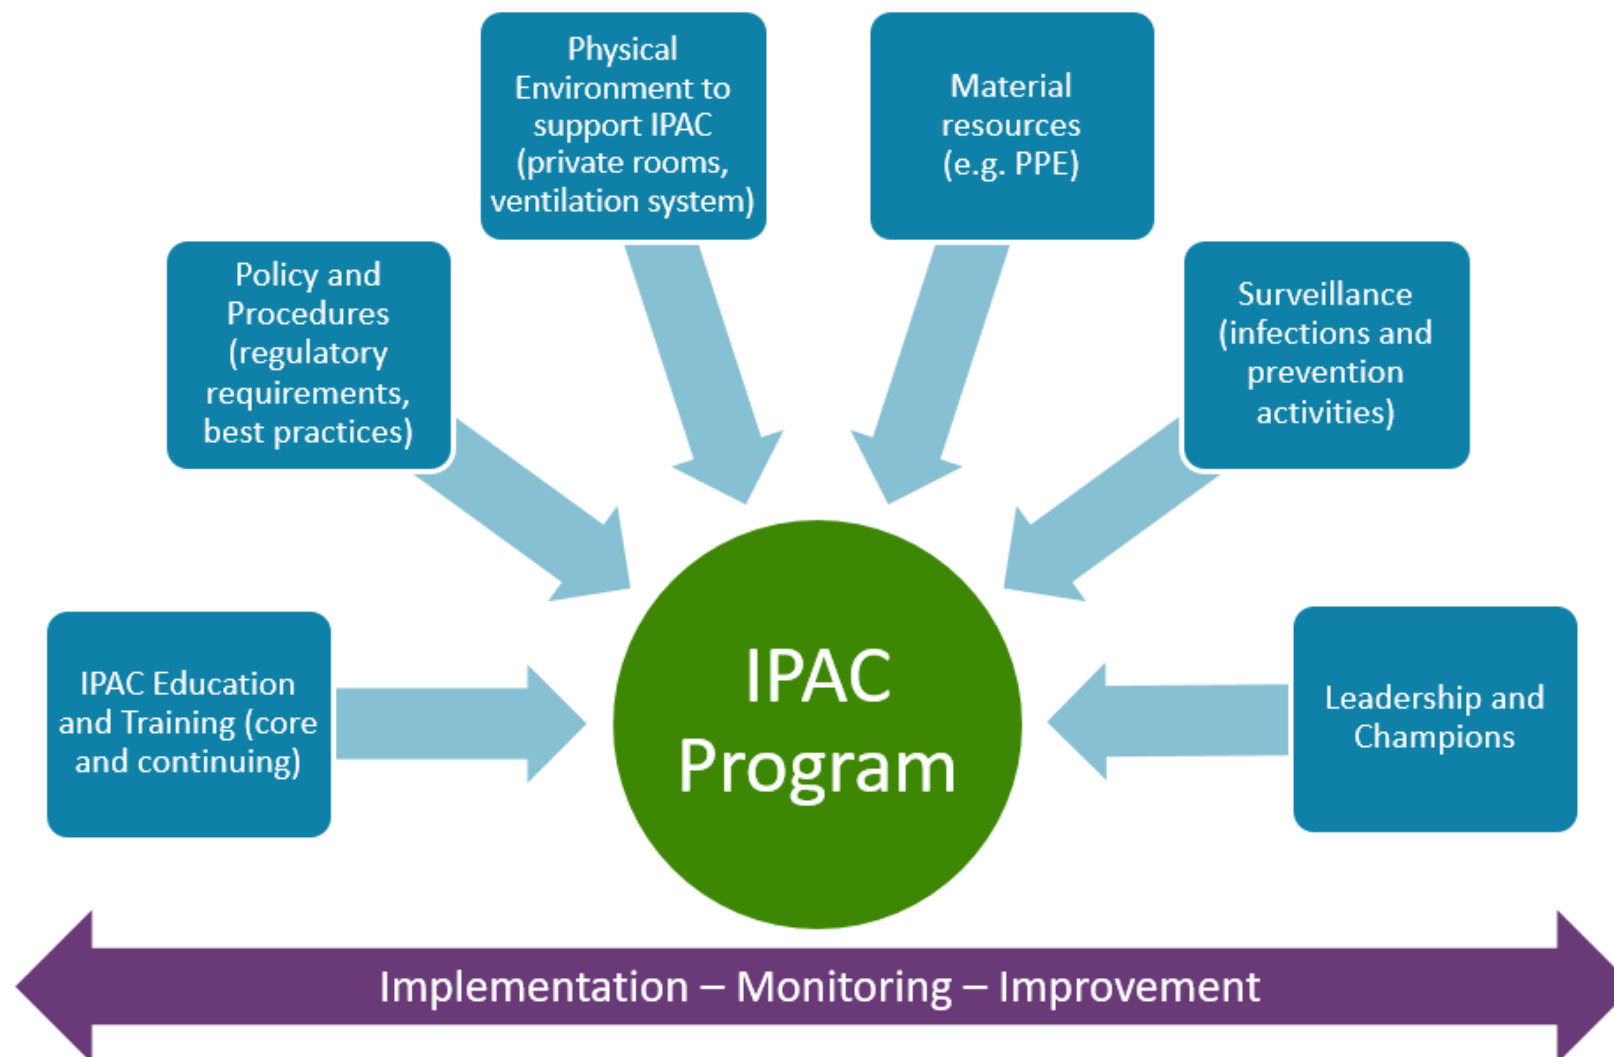 Physical
Environment to
support IPAC
(private rooms,
ventilation system)
Material
resources
(e.g. PPE)
Policy and
Procedures
(regulatory
requirements,
best practices)
Surveillance
(infections and
prevention
activities)
IPAC Education
and Training (core
and continuing)
IPAC
Program
Leadership and
Champions
Implementation – Monitoring – Improvement